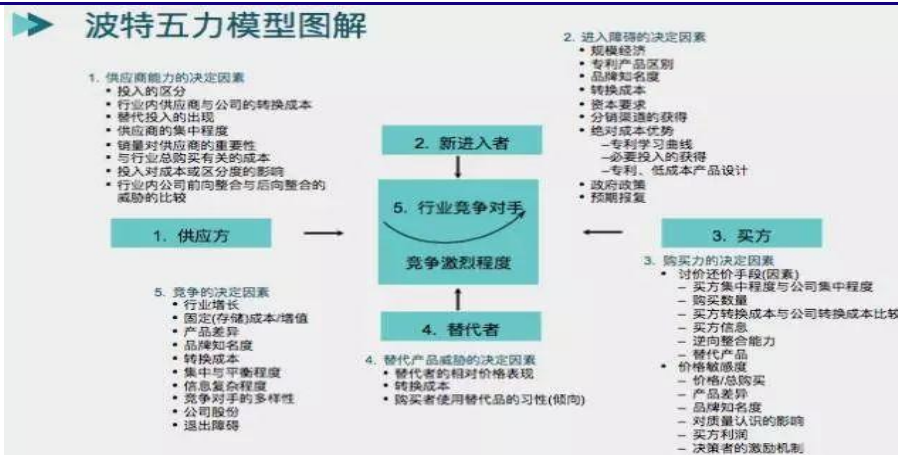 波特五力模型图解
1. 供应商能力的决定因素
• 投入的区分
• 行业内供应商与公司的转换成本
• 替代投入的出现
• 供应商的集中程度
• 销量对供应商的重要性
• 与行业总购买有关的成本
• 投入对成本或区分度的影响
• 行业内公司前向整合与后向整合的
威胁的比较
2. 进入障碍的决定因素
• 规模经济
• 专利产品区别
• 品牌知名度
• 转换成本
• 资本要求
• 分销渠道的获得
• 绝对成本优势
–专利学习曲线
–必要投入的获得
–专利、低成本产品设计
• 政府政策
• 预期报复
2. 新进入者
5. 行业竞争对手
竞争激烈程度
1. 供应方
3. 买方
4. 替代者
5. 竞争的决定因素
• 行业增长
• 固定(存储)成本/增值
• 产品差异
• 品牌知名度
• 转换成本
• 集中与平衡程度
• 信息复杂程度
• 竞争对手的多样性
• 公司股份
• 退出障碍
4. 替代产品威胁的决定因素
• 替代者的相对价格表现
• 转换成本
• 购买者使用替代品的习性(倾向)
3. 购买力的决定因素
• 讨价还价手段(因素)
– 买方集中程度与公司集中程度
– 购买数量
– 买方转换成本与公司转换成本比较
– 买方信息
– 逆向整合能力
– 替代产品
• 价格敏感度
– 价格/总购买
– 产品差异
– 品牌知名度
– 对质量认识的影响
– 买方利润
– 决策者的激励机制